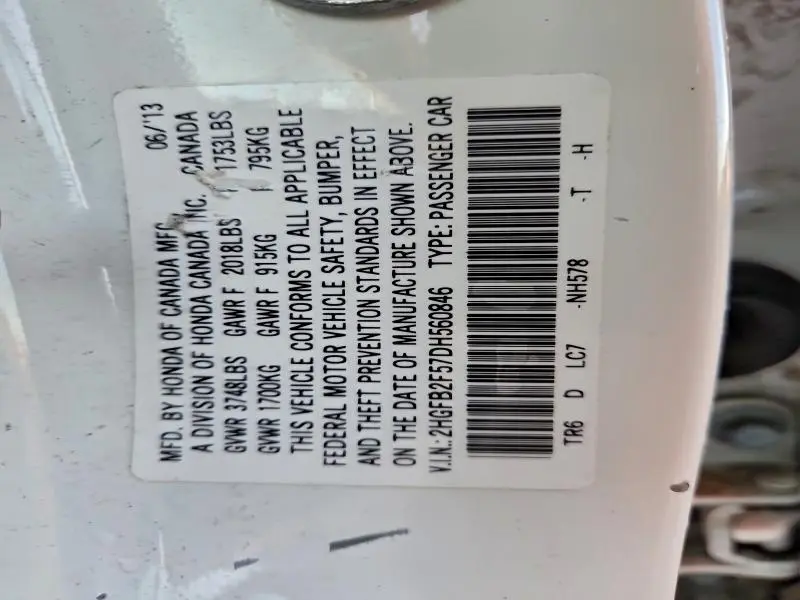 MFD. BY HONDA OF CANADA MFG. 06/'13
A DIVISION OF HONDA CANADA INC. CANADA
GVWR 3748LBS GAWR F 2018LBS 1753LBS
GVWR 1700KG GAWR F 915KG 795KG
THIS VEHICLE CONFORMS TO ALL APPLICABLE
FEDERAL MOTOR VEHICLE SAFETY, BUMPER,
AND THEFT PREVENTION STANDARDS IN EFFECT
ON THE DATE OF MANUFACTURE SHOWN ABOVE.
V.I.N.: 2HGFB2F57DH560846 TYPE: PASSENGER CAR
TR6 D LC7 -NH578 -T -H